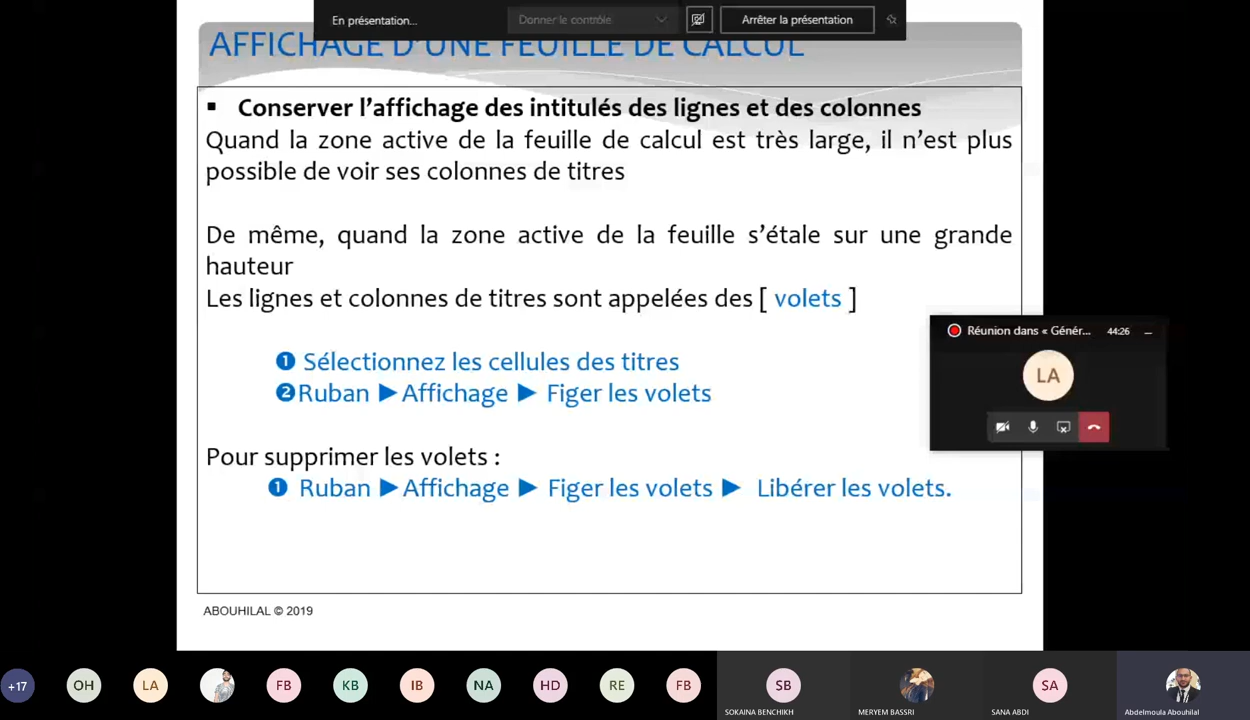 En présentation...
Donner le contrôle
Arrêter la présentation
AFFICHAGE D'UNE FEUILLE DE CALCUL
▪ Conserver l’affichage des intitulés des lignes et des colonnes
Quand la zone active de la feuille de calcul est très large, il n’est plus
possible de voir ses colonnes de titres
De même, quand la zone active de la feuille s’étale sur une grande
hauteur
Les lignes et colonnes de titres sont appelées des [ volets ]
❶ Sélectionnez les cellules des titres
❷Ruban ►Affichage ► Figer les volets
Pour supprimer les volets :
❶ Ruban ►Affichage ► Figer les volets ► Libérer les volets.
ABOUHILAL © 2019
Réunion dans « Génér... 44:26
LA
+17 OH LA FB KB IB NA HD RE FB SB SA
SOKAINA BENCHIKH MERYEM BASSRI SANA ABDI Abdelmoula Abouhilal